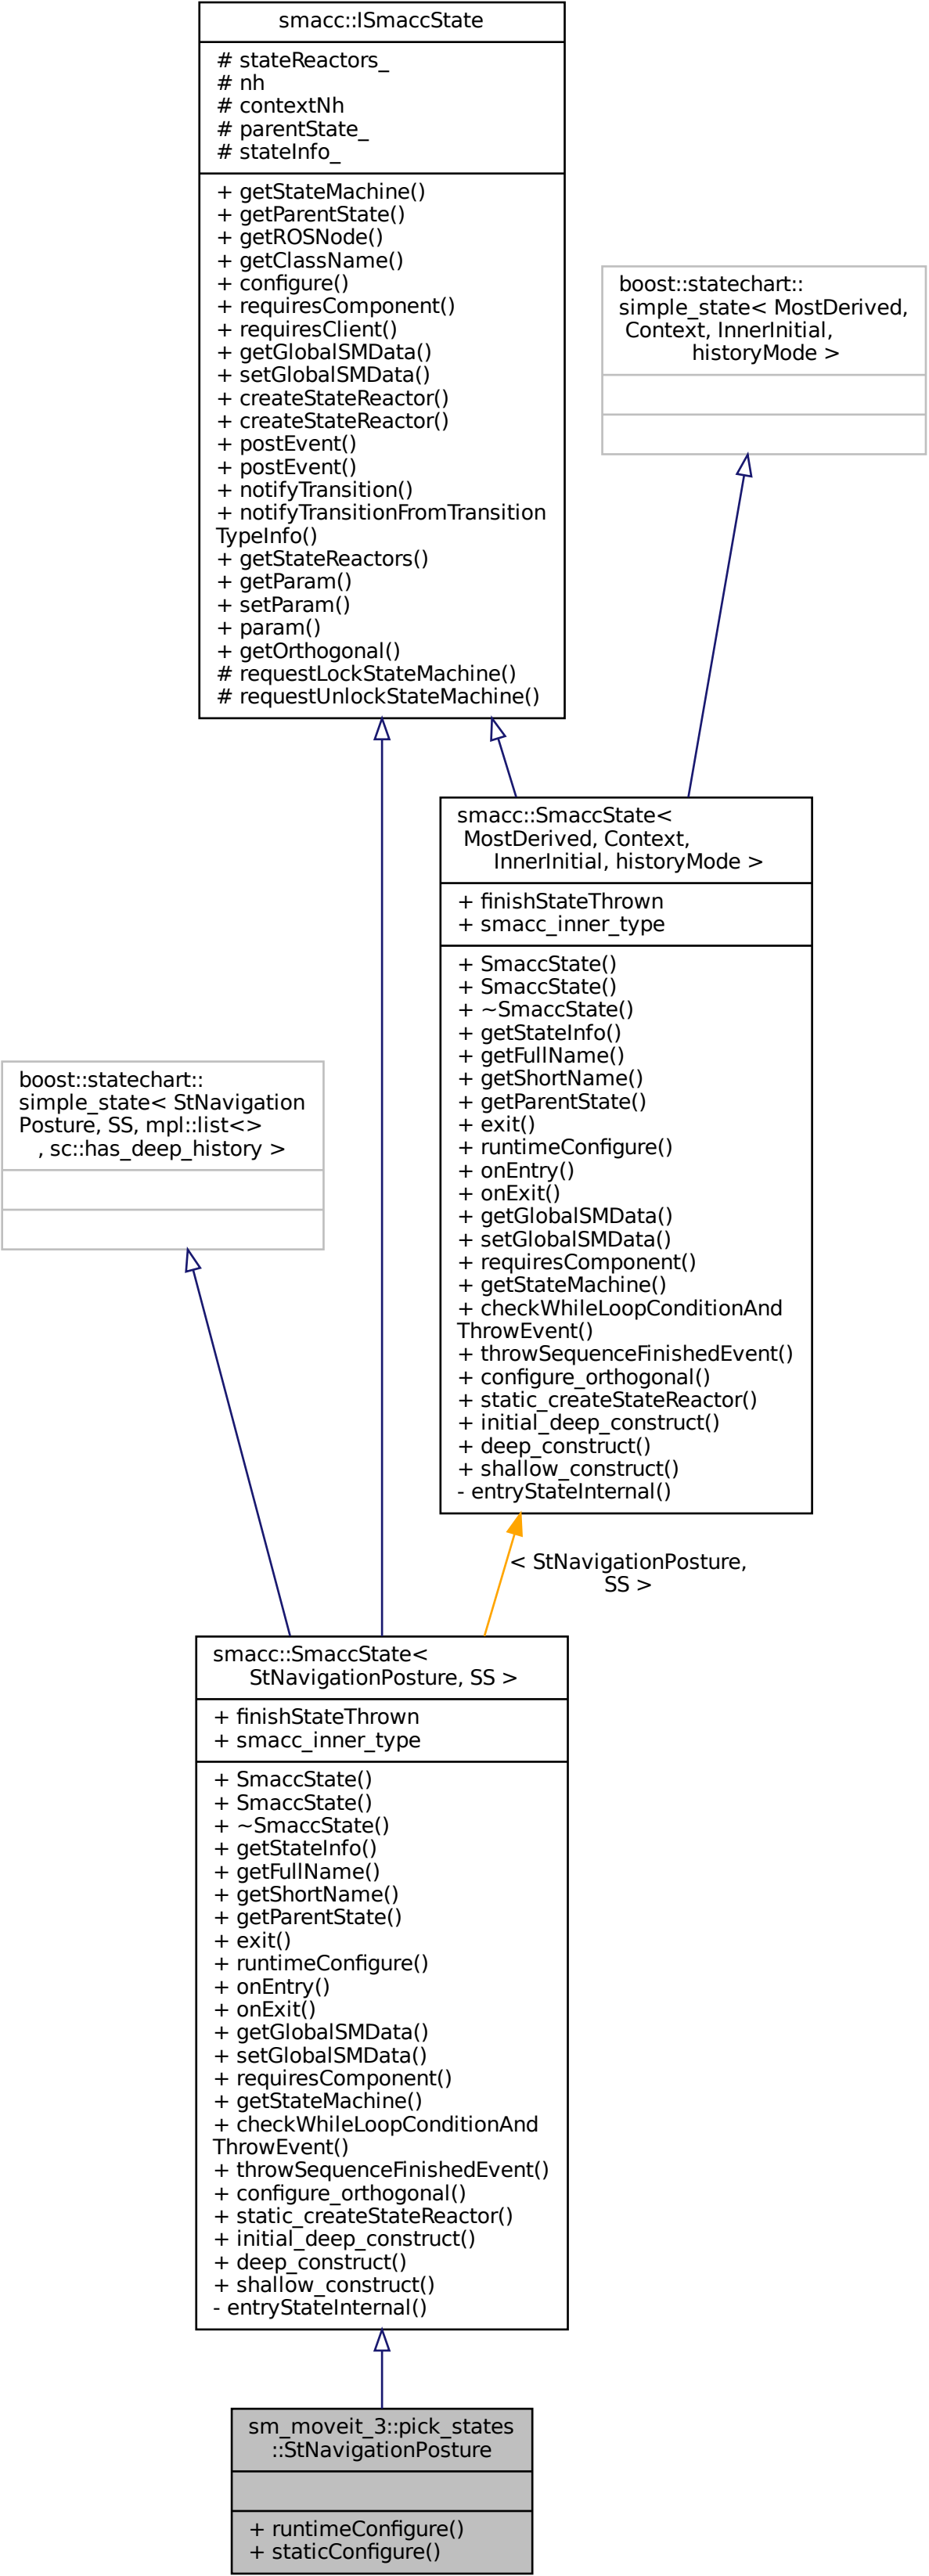 smacc::ISmaccState
# stateReactors_
# nh
# contextNh
# parentState_
# stateInfo_
+ getStateMachine()
+ getParentState()
+ getROSNode()
+ getClassName()
+ configure()
+ requiresComponent()
+ requiresClient()
+ getGlobalSMData()
+ setGlobalSMData()
+ createStateReactor()
+ createStateReactor()
+ postEvent()
+ postEvent()
+ notifyTransition()
+ notifyTransitionFromTransition
TypeInfo()
+ getStateReactors()
+ getParam()
+ setParam()
+ param()
+ getOrthogonal()
# requestLockStateMachine()
# requestUnlockStateMachine()
boost::statechart::
simple_state< MostDerived,
Context, InnerInitial,
historyMode >
smacc::SmaccState<
MostDerived, Context,
InnerInitial, historyMode >
+ finishStateThrown
+ smacc_inner_type
+ SmaccState()
+ SmaccState()
+ ~SmaccState()
+ getStateInfo()
+ getFullName()
+ getShortName()
+ getParentState()
+ exit()
+ runtimeConfigure()
+ onEntry()
+ onExit()
+ getGlobalSMData()
+ setGlobalSMData()
+ requiresComponent()
+ getStateMachine()
+ checkWhileLoopConditionAnd
ThrowEvent()
+ throwSequenceFinishedEvent()
+ configure_orthogonal()
+ static_createStateReactor()
+ initial_deep_construct()
+ deep_construct()
+ shallow_construct()
- entryStateInternal()
boost::statechart::
simple_state< StNavigation
Posture, SS, mpl::list<>
, sc::has_deep_history >
< StNavigationPosture,
SS >
smacc::SmaccState<
StNavigationPosture, SS >
+ finishStateThrown
+ smacc_inner_type
+ SmaccState()
+ SmaccState()
+ ~SmaccState()
+ getStateInfo()
+ getFullName()
+ getShortName()
+ getParentState()
+ exit()
+ runtimeConfigure()
+ onEntry()
+ onExit()
+ getGlobalSMData()
+ setGlobalSMData()
+ requiresComponent()
+ getStateMachine()
+ checkWhileLoopConditionAnd
ThrowEvent()
+ throwSequenceFinishedEvent()
+ configure_orthogonal()
+ static_createStateReactor()
+ initial_deep_construct()
+ deep_construct()
+ shallow_construct()
- entryStateInternal()
sm_moveit_3::pick_states
::StNavigationPosture
+ runtimeConfigure()
+ staticConfigure()